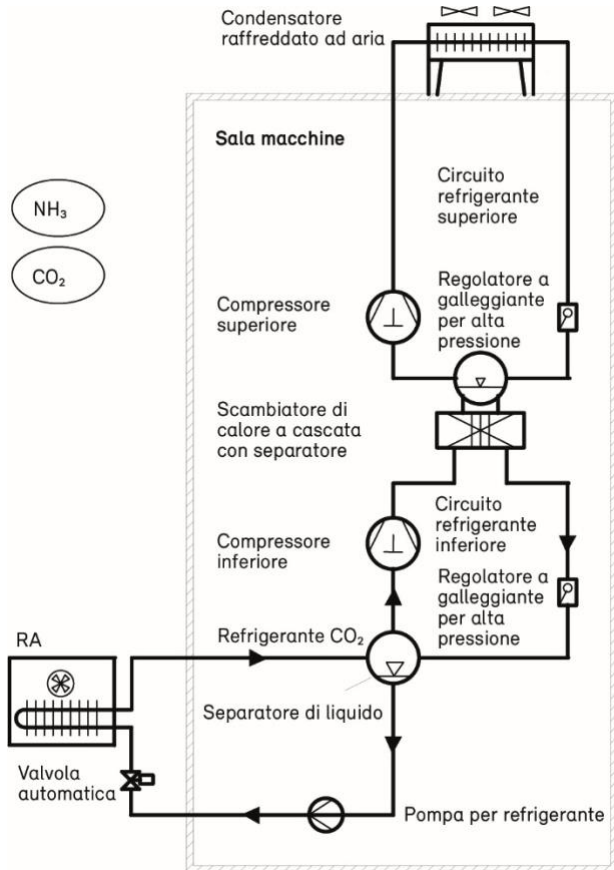 Condensatore
raffreddato ad aria
Sala macchine
NH₃
CO₂
Circuito
refrigerante
superiore
Compressore
superiore
Regolatore a
galleggiante
per alta
pressione
Scambiatore di
calore a cascata
con separatore
Compressore
inferiore
Circuito
refrigerante
inferiore
Regolatore a
galleggiante
per alta
pressione
RA
Refrigerante CO₂
Separatore di liquido
Valvola
automatica
Pompa per refrigerante